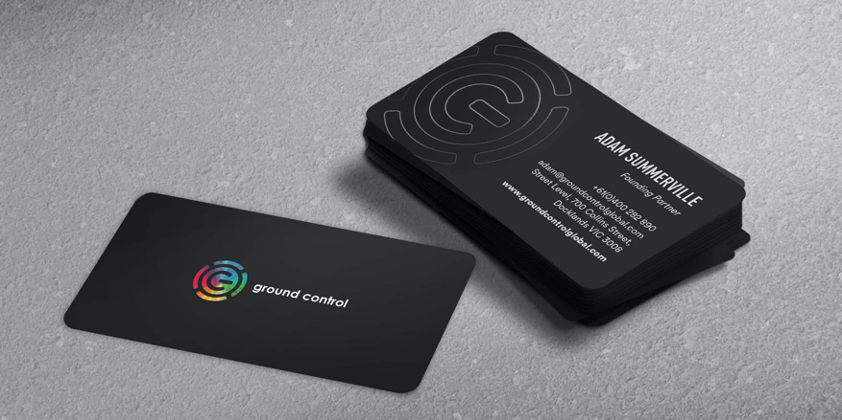 ground control
ADAM SUMMERVILLE
Founding Partner
+61(0)400 282 890
adam@groundcontrolglobal.com
Street Level, 700 Collins Street,
Docklands VIC 3008
www.groundcontrolglobal.com